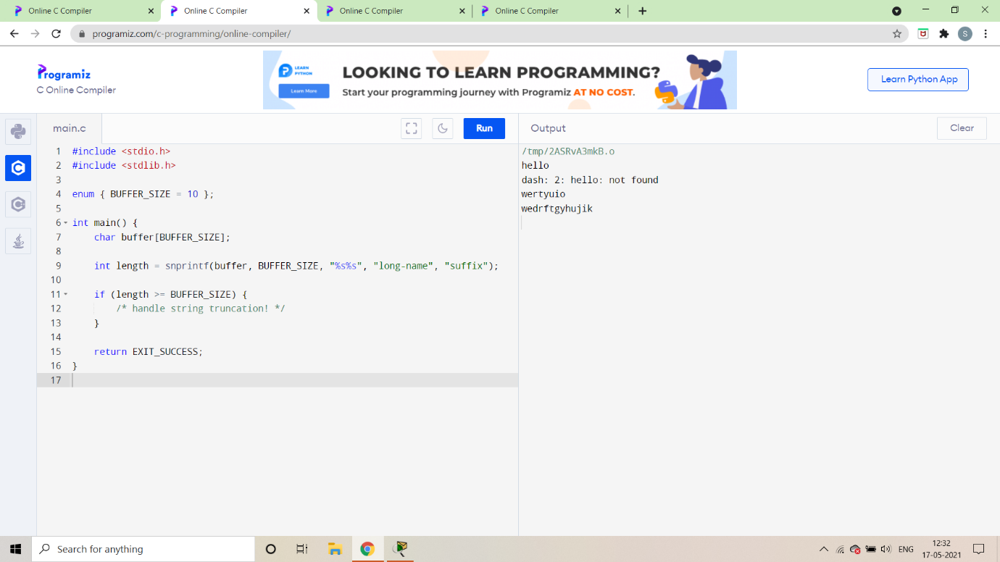 Online C Compiler
Online C Compiler
Online C Compiler
Online C Compiler
programiz.com/c-programming/online-compiler/
S
Programiz
C Online Compiler
LEARN
PYTHON
Learn More
LOOKING TO LEARN PROGRAMMING?
Start your programming journey with Programiz AT NO COST.
Learn Python App
main.c
Run
Output
Clear
1 #include <stdio.h>
2 #include <stdlib.h>
3
4 enum { BUFFER_SIZE = 10 };
5
6 int main() {
7     char buffer[BUFFER_SIZE];
8
9     int length = snprintf(buffer, BUFFER_SIZE, "%s%s", "long-name", "suffix");
10
11     if (length >= BUFFER_SIZE) {
12         /* handle string truncation! */
13     }
14
15     return EXIT_SUCCESS;
16 }
17
/tmp/2ASRvA3mkB.o
hello
dash: 2: hello: not found
wertyuio
wedrftgyhujik
Search for anything
ENG
12:32
17-05-2021